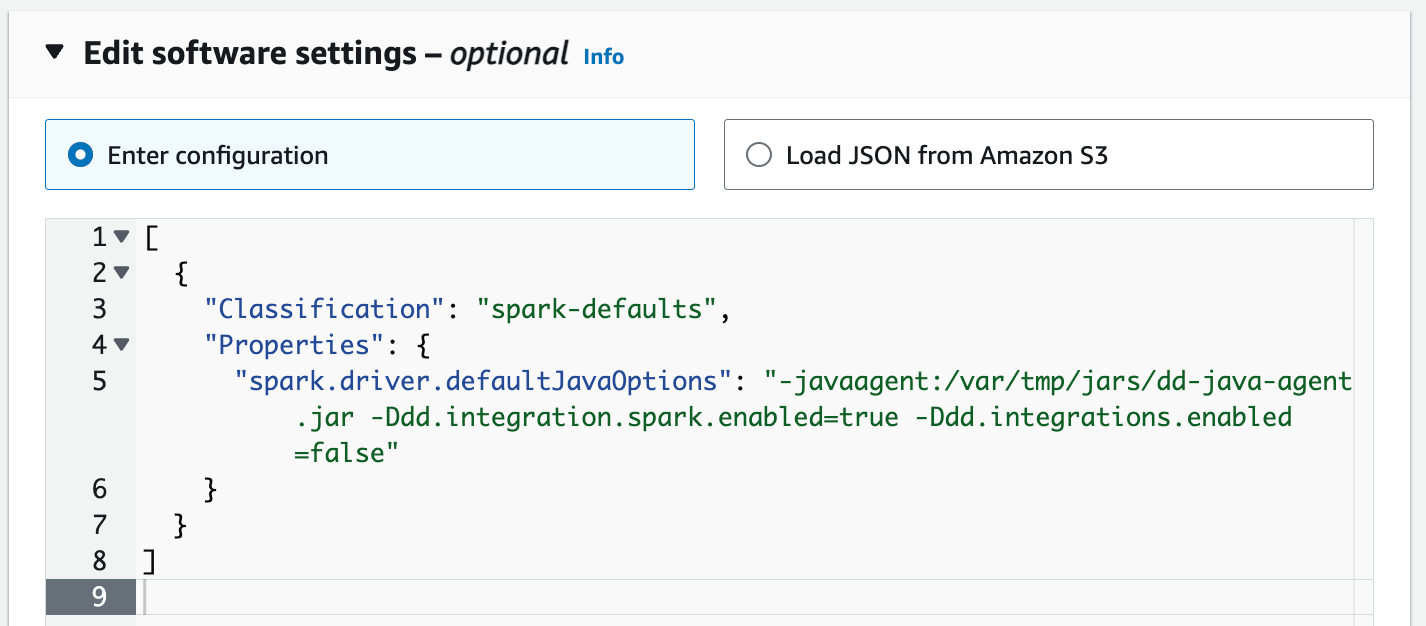 Edit software settings – optional Info
Enter configuration
Load JSON from Amazon S3
1 [
2 {
3 "Classification": "spark-defaults",
4 "Properties": {
5 "spark.driver.defaultJavaOptions": "-javaagent:/var/tmp/jars/dd-java-agent
.jar -Ddd.integration.spark.enabled=true -Ddd.integrations.enabled
=false"
6 }
7 }
8 ]
9